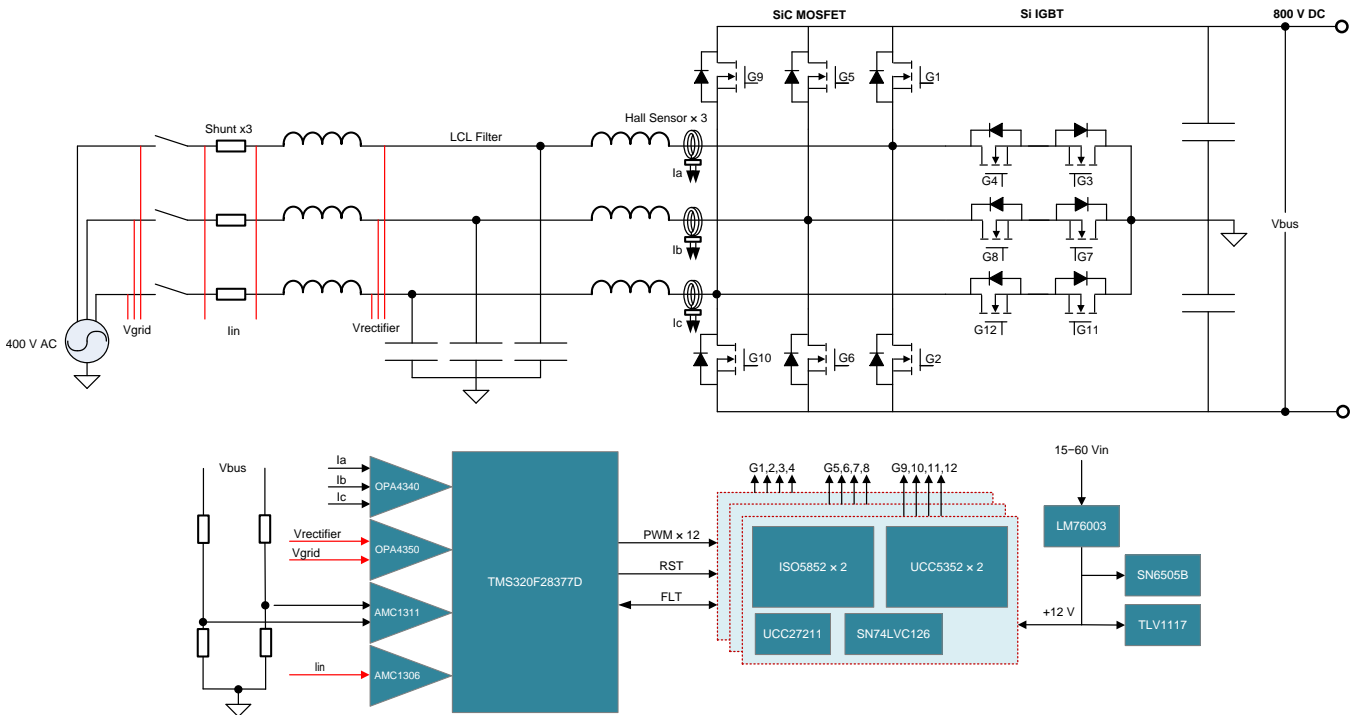 SiC MOSFET
Si IGBT
800 V DC
G9
G5
G1
Shunt x3
LCL Filter
Hall Sensor × 3
Ia
G4
G3
Ib
G8
G7
Vbus
Ic
G12
G11
Vgrid
Iin
Vrectifier
400 V AC
G10
G6
G2
Vbus
Ia
Ib
Ic
OPA4340
Vrectifier
Vgrid
OPA4350
AMC1311
Iin
AMC1306
TMS320F28377D
PWM × 12
RST
FLT
G1,2,3,4
G5,6,7,8
G9,10,11,12
ISO5852 × 2
UCC5352 × 2
UCC27211
SN74LVC126
15−60 Vin
LM76003
SN6505B
+12 V
TLV1117